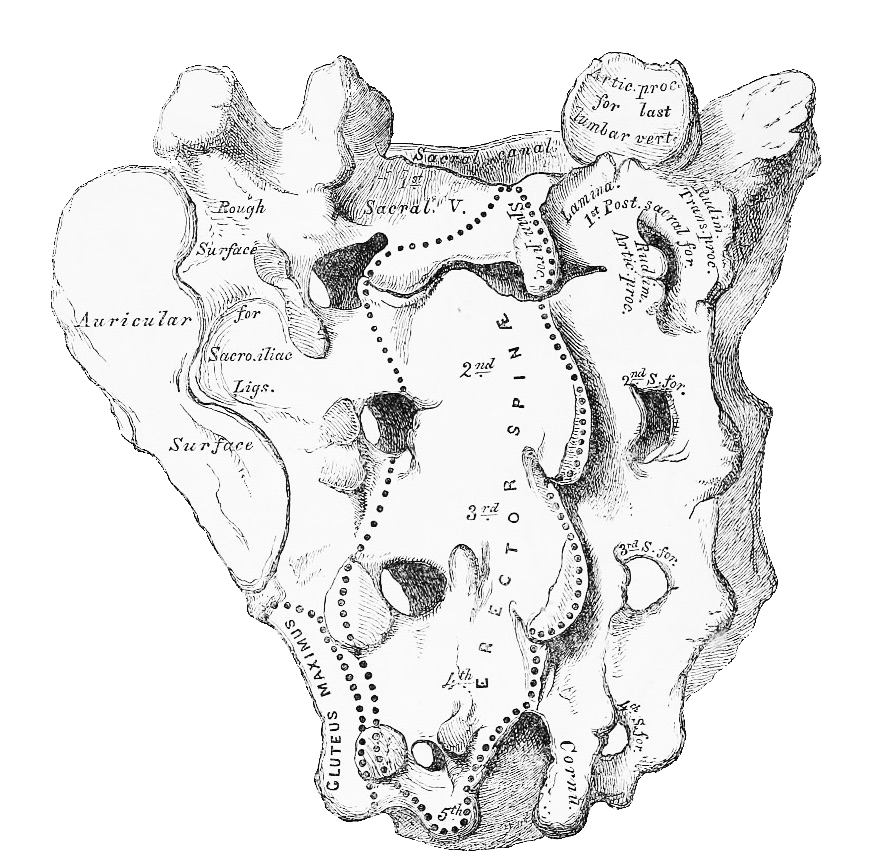 Artic. proc.
for last
lumbar vert.
Sacral canal.
1st
Sacral. V.
Spin. proc.
Lamina.
1st Post. sacral for.
Rudim.
Trans. proc.
Rudim.
Artic. proc.
Rough
Surface
for
Sacro.iliac
Ligs.
Auricular
Surface
2nd
2nd S. for.
3rd
3rd S. for.
ERECTOR SPINÆ
4th
4th S. for.
GLUTEUS MAXIMUS
Cornu.
5th